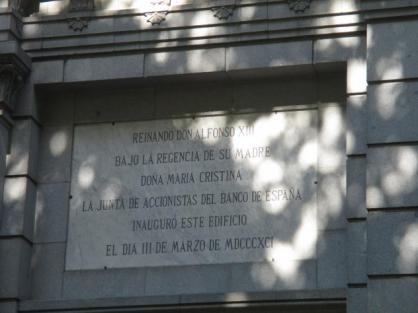 REINANDO DON ALFONSO XIII
BAJO LA REGENCIA DE SU MADRE
DOÑA MARIA CRISTINA
LA JUNTA DE ACCIONISTAS DEL BANCO DE ESPAÑA
INAUGURÓ ESTE EDIFICIO
EL DIA III DE MARZO DE MDCCCXCI